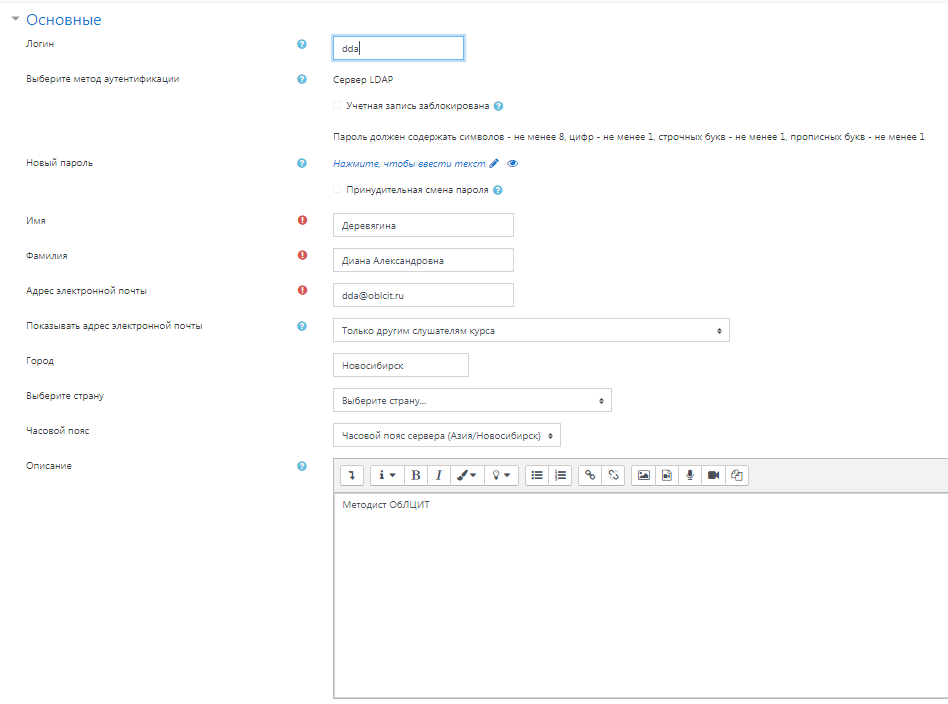 Основные
Логин
dda
Выберите метод аутентификации
Сервер LDAP
Учетная запись заблокирована
Пароль должен содержать символов - не менее 8, цифр - не менее 1, строчных букв - не менее 1, прописных букв - не менее 1
Новый пароль
Нажмите, чтобы ввести текст
Принудительная смена пароля
Имя
Деревягина
Фамилия
Диана Александровна
Адрес электронной почты
dda@oblcit.ru
Показывать адрес электронной почты
Только другим слушателям курса
Город
Новосибирск
Выберите страну
Выберите страну...
Часовой пояс
Часовой пояс сервера (Азия/Новосибирск)
Описание
Методист ОбЛЦИТ